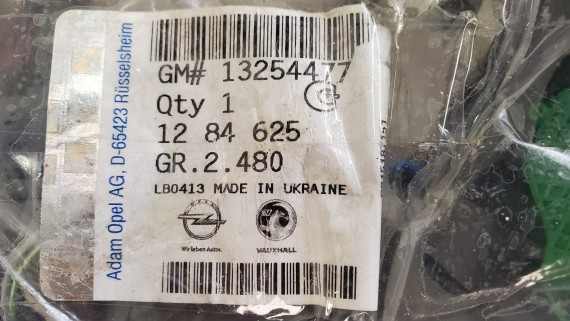 Adam Opel AG, D-65423 Rüsselsheim
GM# 13254477
Qty 1
G
12 84 625
GR.2.480
LB0413 MADE IN UKRAINE
OPEL
Wir leben Autos.
VAUXHALL